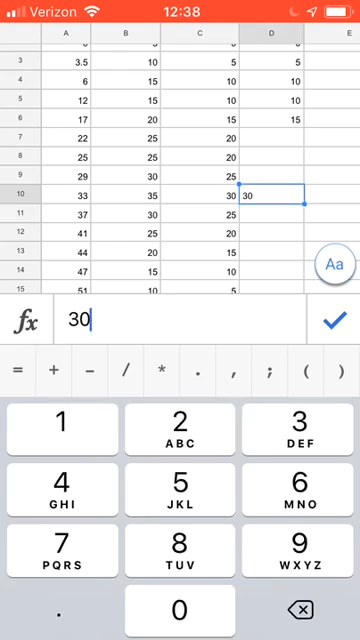 Verizon 12:38
A B C D E
3 3.5 10 5 5
4 6 15 10 10
5 12 15 10 10
6 17 20 15 15
7 22 25 20
8 25 25 20
9 29 30 25
10 33 35 30 30
11 37 30 25
12 41 25 20
13 44 20 15
14 47 15 10
15 51 10 5
Aa
fx 30
= + - / * . , ; ( )
1 2 3
ABC DEF
4 5 6
GHI JKL MNO
7 8 9
PQRS TUV WXYZ
. 0